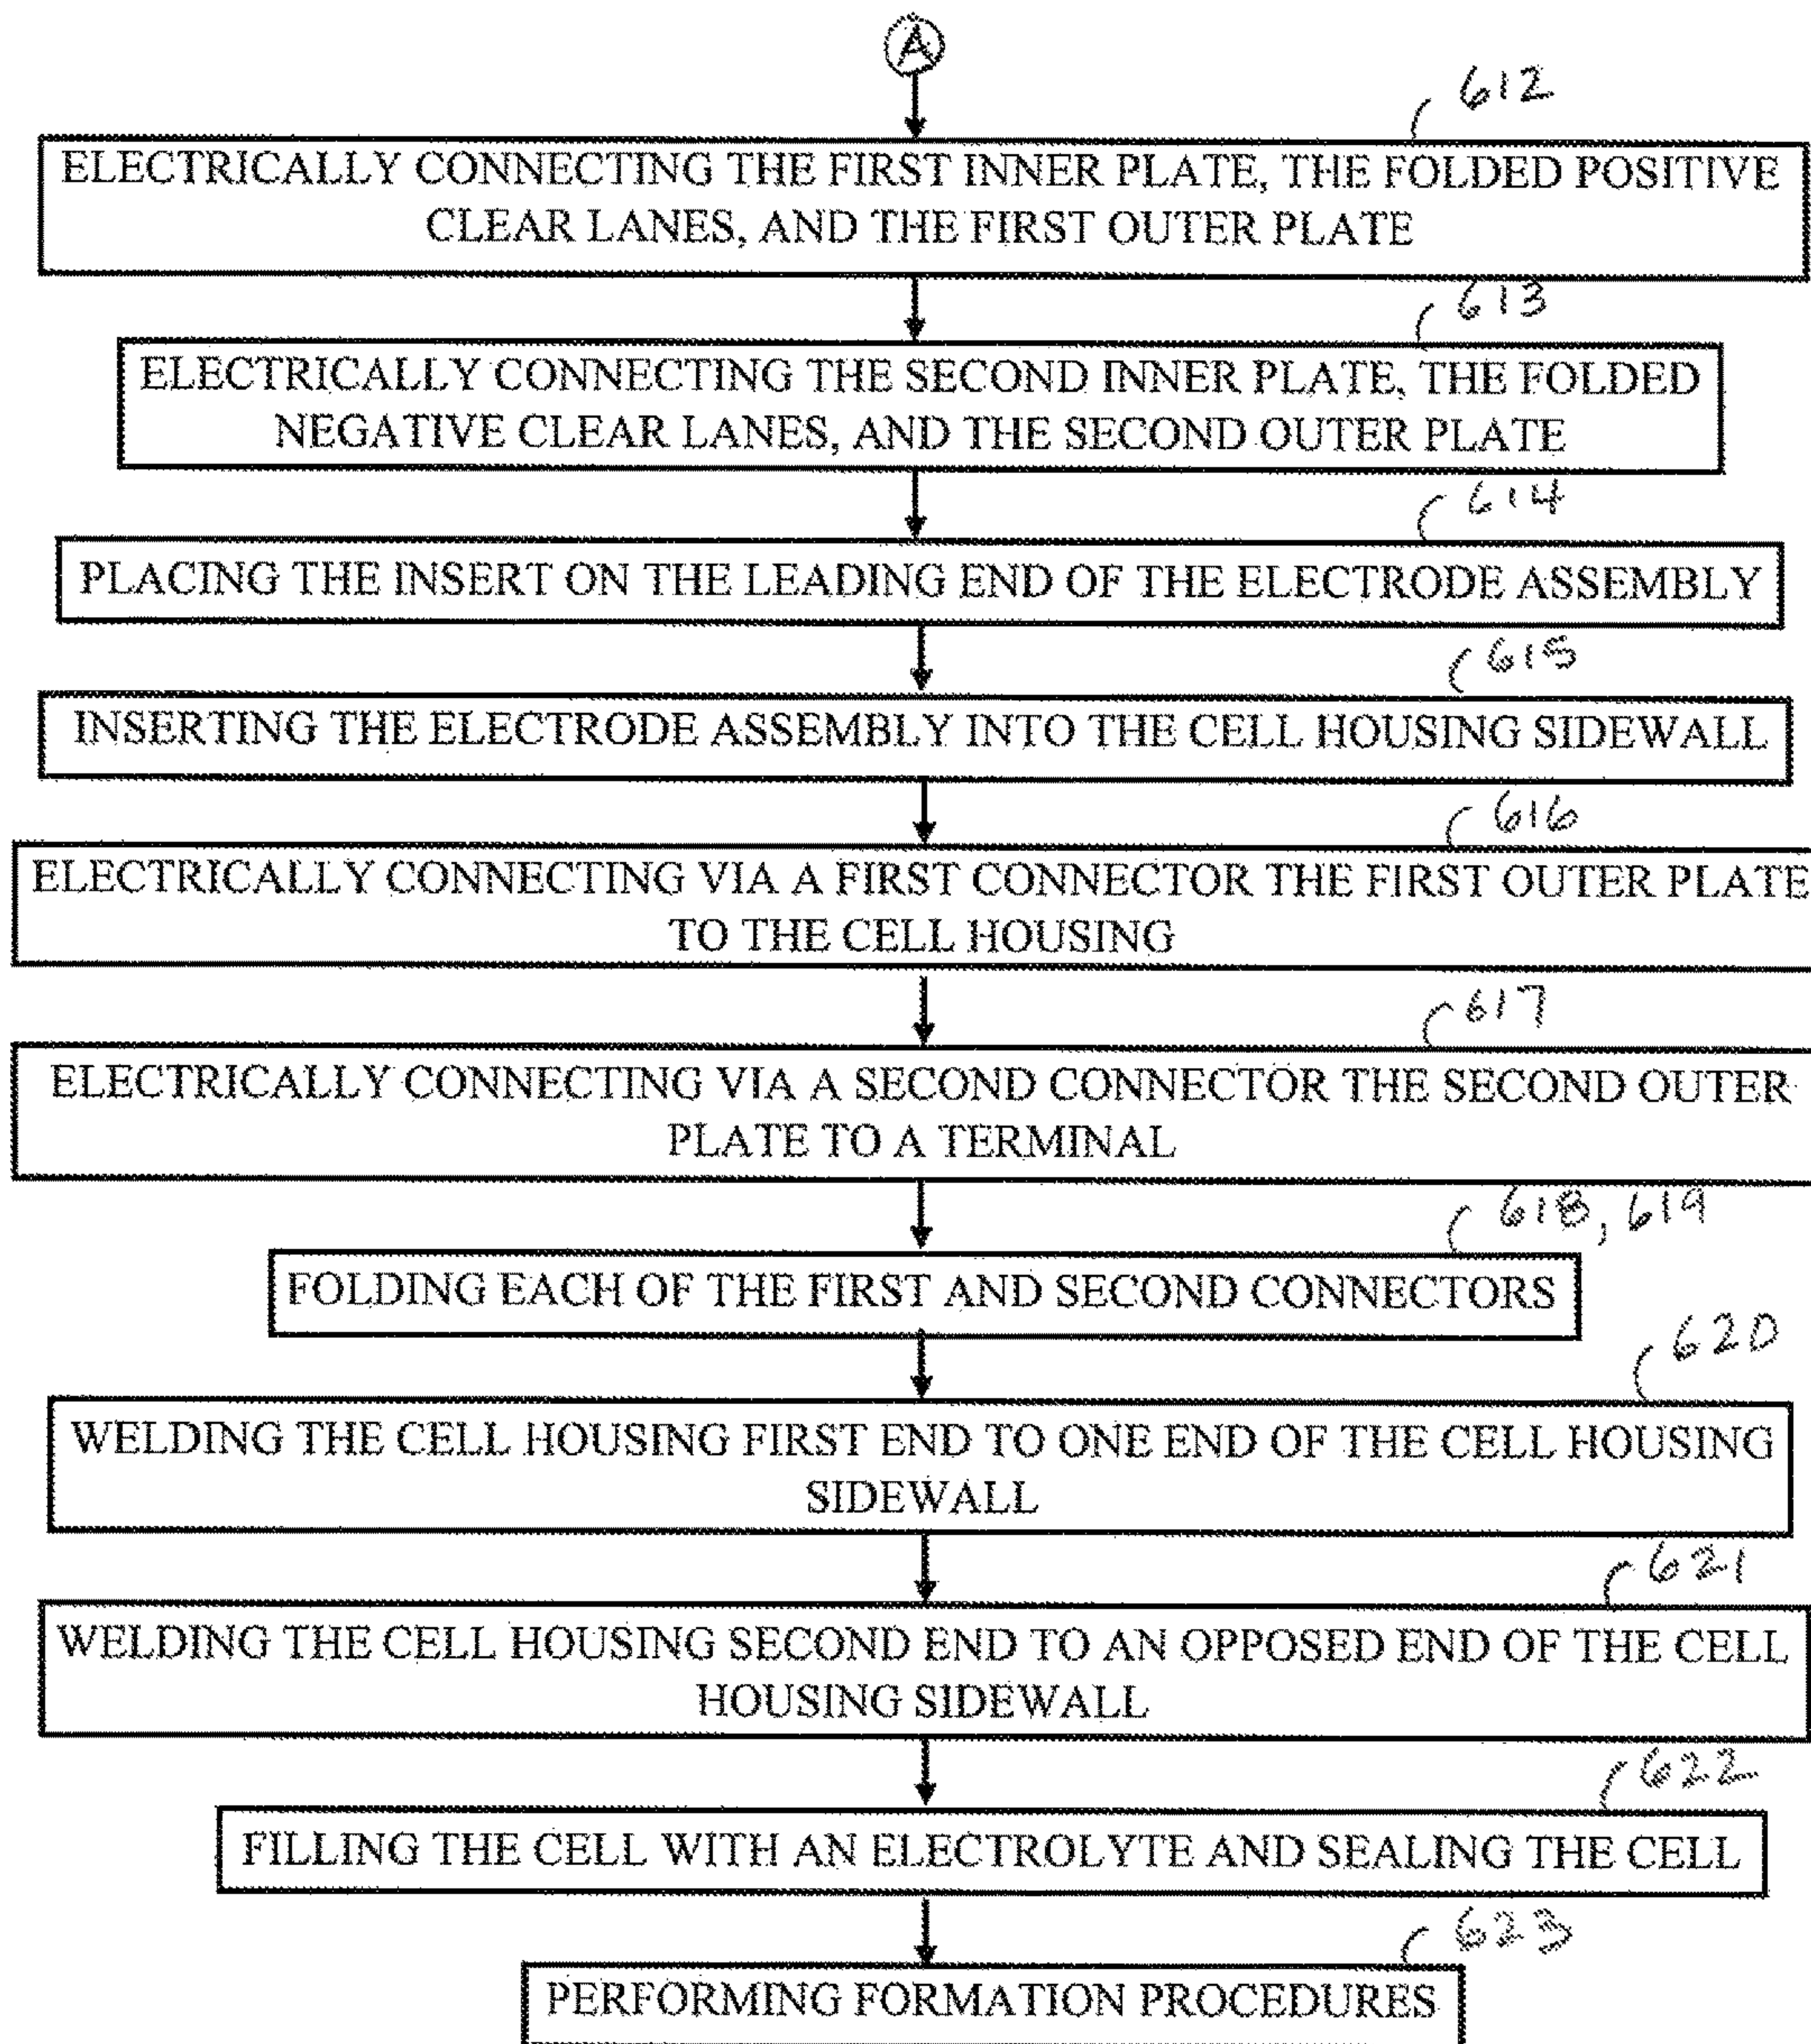 A
612
ELECTRICALLY CONNECTING THE FIRST INNER PLATE, THE FOLDED POSITIVE
CLEAR LANES, AND THE FIRST OUTER PLATE
613
ELECTRICALLY CONNECTING THE SECOND INNER PLATE, THE FOLDED
NEGATIVE CLEAR LANES, AND THE SECOND OUTER PLATE
614
PLACING THE INSERT ON THE LEADING END OF THE ELECTRODE ASSEMBLY
615
INSERTING THE ELECTRODE ASSEMBLY INTO THE CELL HOUSING SIDEWALL
616
ELECTRICALLY CONNECTING VIA A FIRST CONNECTOR THE FIRST OUTER PLATE
TO THE CELL HOUSING
617
ELECTRICALLY CONNECTING VIA A SECOND CONNECTOR THE SECOND OUTER
PLATE TO A TERMINAL
618, 619
FOLDING EACH OF THE FIRST AND SECOND CONNECTORS
620
WELDING THE CELL HOUSING FIRST END TO ONE END OF THE CELL HOUSING
SIDEWALL
621
WELDING THE CELL HOUSING SECOND END TO AN OPPOSED END OF THE CELL
HOUSING SIDEWALL
622
FILLING THE CELL WITH AN ELECTROLYTE AND SEALING THE CELL
623
PERFORMING FORMATION PROCEDURES